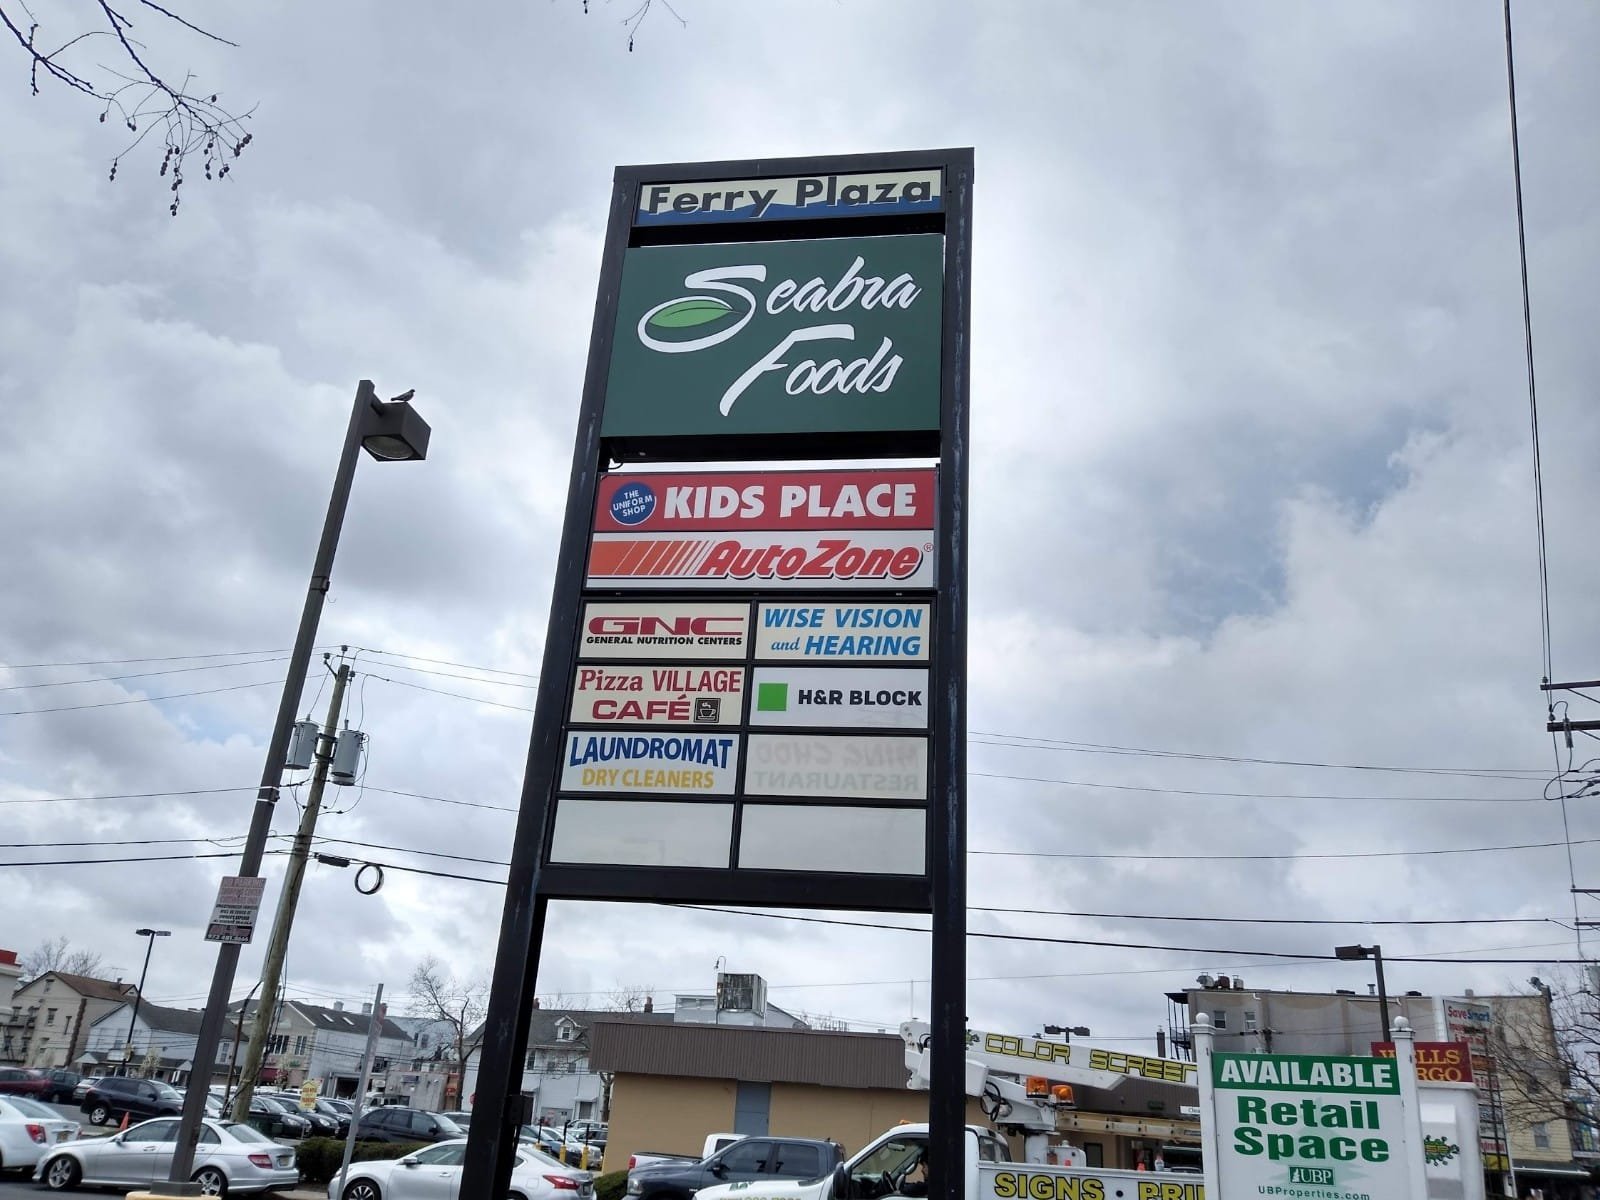 Ferry Plaza
Seabra
Foods
THE
UNIFORM
SHOP
KIDS PLACE
AutoZone®
GNC
GENERAL NUTRITION CENTERS
WISE VISION
and HEARING
Pizza VILLAGE
CAFÉ
H&R BLOCK
LAUNDROMAT
DRY CLEANERS
RESTAURANT
COLOR SCREEN
SIGNS
SaveSmart
WELLS
FARGO
AVAILABLE
Retail
Space
UBP
UBProperties.com